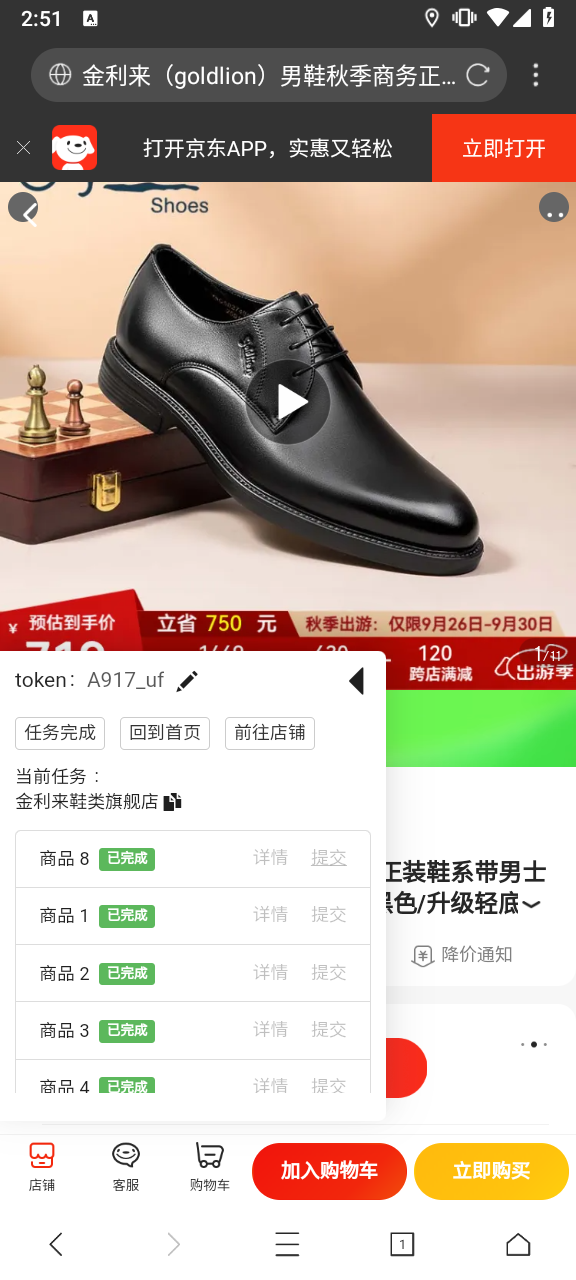 2:51
A
金利来（goldlion）男鞋秋季商务正…
打开京东APP，实惠又轻松
立即打开
Shoes
¥ 预估到手价
立省 750 元
秋季出游：仅限9月26日-9月30日
120
跨店满减
出游季
1/11
token： A917_uf
任务完成
回到首页
前往店铺
当前任务：
金利来鞋类旗舰店
商品 8 已完成 详情 提交
商品 1 已完成 详情 提交
商品 2 已完成 详情 提交
商品 3 已完成 详情 提交
商品 4 已完成 详情 提交
正装鞋系带男士
黑色/升级轻底
降价通知
店铺
客服
购物车
加入购物车
立即购买
1